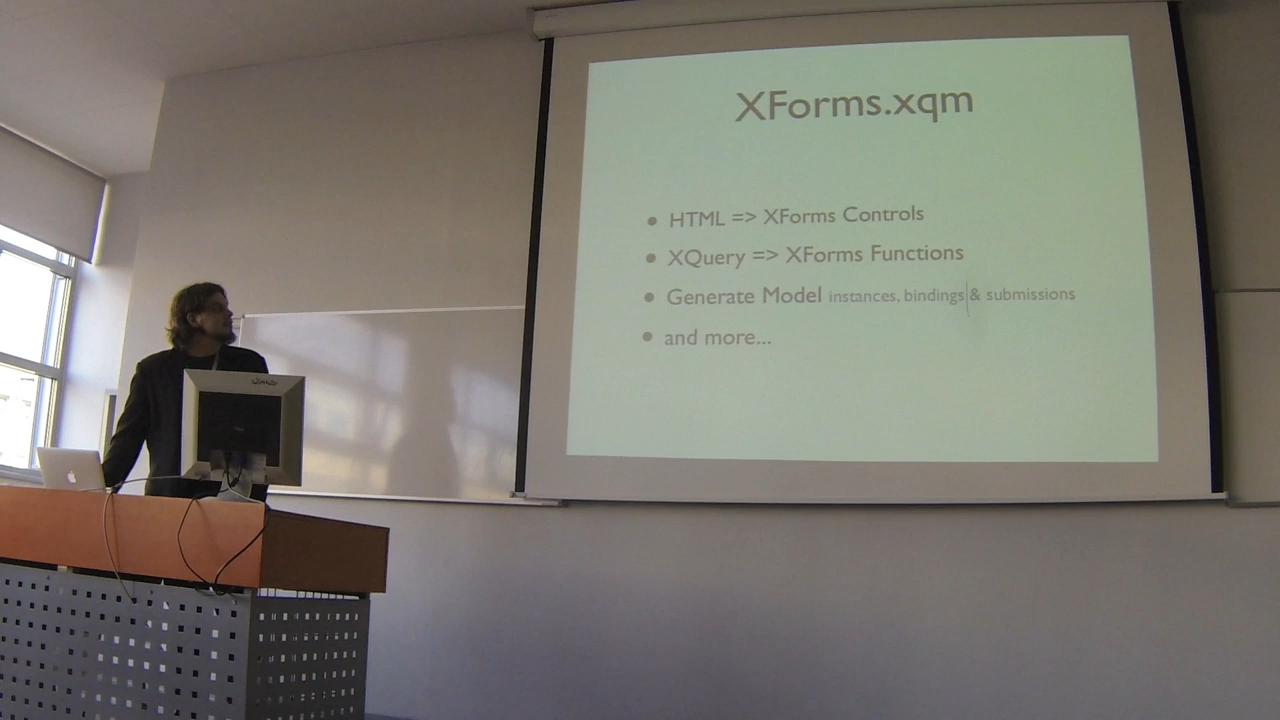 XForms.xqm
• HTML => XForms Controls
• XQuery => XForms Functions
• Generate Model instances, bindings & submissions
• and more...